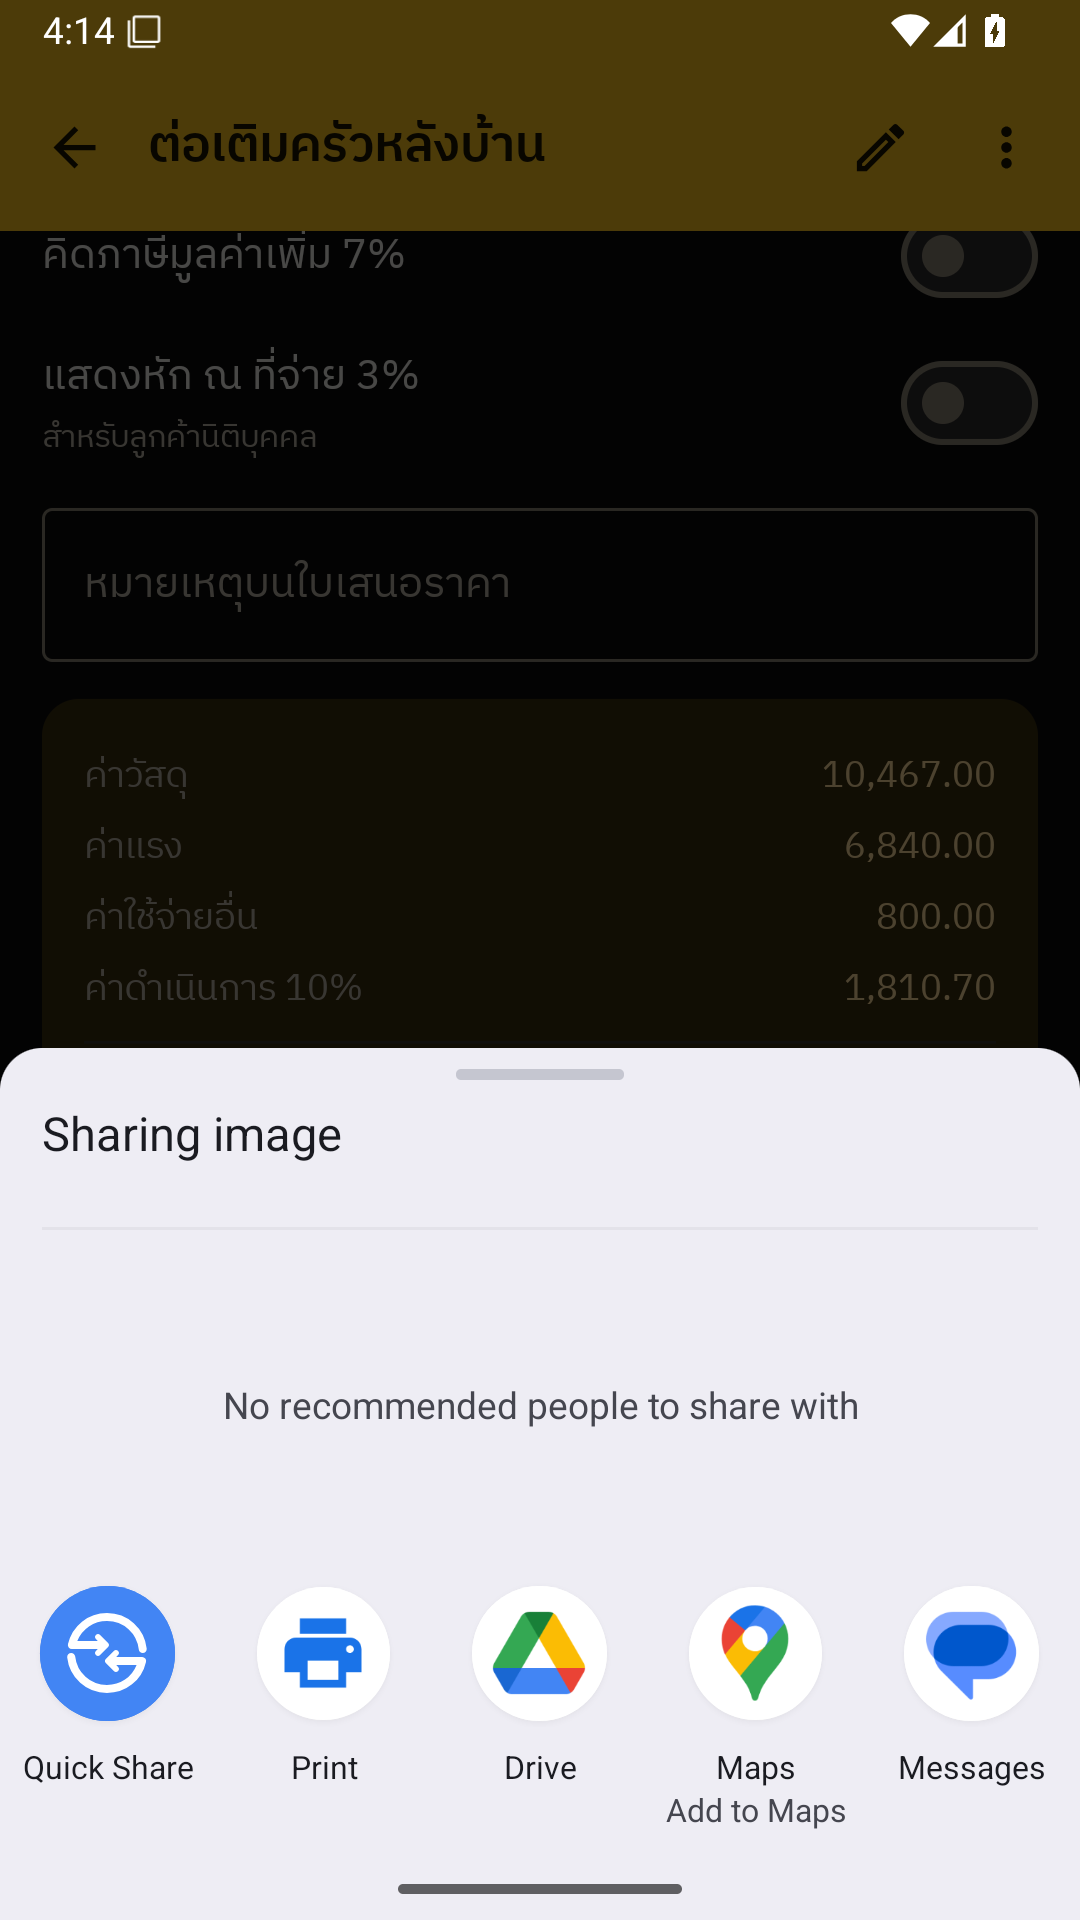 4:14
ต่อเติมครัวหลังบ้าน
คิดภาษีมูลค่าเพิ่ม 7%
แสดงหัก ณ ที่จ่าย 3%
สำหรับลูกค้านิติบุคคล
หมายเหตุบนใบเสนอราคา
ค่าวัสดุ 10,467.00
ค่าแรง 6,840.00
ค่าใช้จ่ายอื่น 800.00
ค่าดำเนินการ 10% 1,810.70
Sharing image
No recommended people to share with
Quick Share Print Drive Maps Messages
Add to Maps